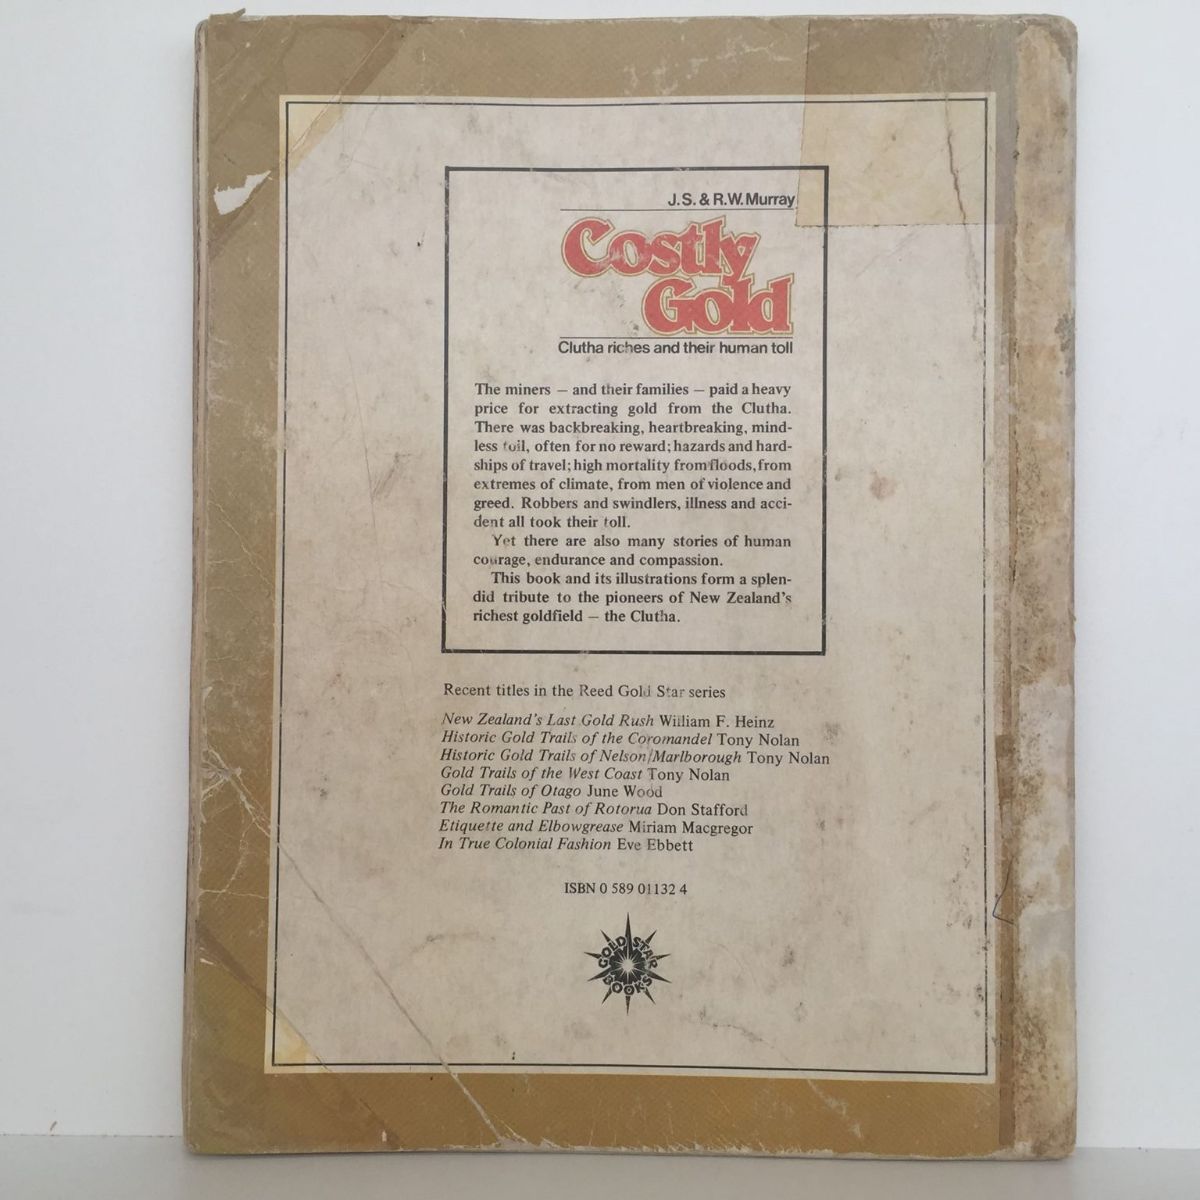 J.S. & R.W. Murray
Costly
Gold
Clutha riches and their human toll
The miners — and their families — paid a heavy
price for extracting gold from the Clutha.
There was backbreaking, heartbreaking, mind-
less toil, often for no reward; hazards and hard-
ships of travel; high mortality from floods, from
extremes of climate, from men of violence and
greed. Robbers and swindlers, illness and acci-
dent all took their toll.
Yet there are also many stories of human
courage, endurance and compassion.
This book and its illustrations form a splen-
did tribute to the pioneers of New Zealand's
richest goldfield — the Clutha.
Recent titles in the Reed Gold Star series
New Zealand's Last Gold Rush William F. Heinz
Historic Gold Trails of the Coromandel Tony Nolan
Historic Gold Trails of Nelson/Marlborough Tony Nolan
Gold Trails of the West Coast Tony Nolan
Gold Trails of Otago June Wood
The Romantic Past of Rotorua Don Stafford
Etiquette and Elbowgrease Miriam Macgregor
In True Colonial Fashion Eve Ebbett
ISBN 0 589 01132 4
GOLD STAR
BOOKS